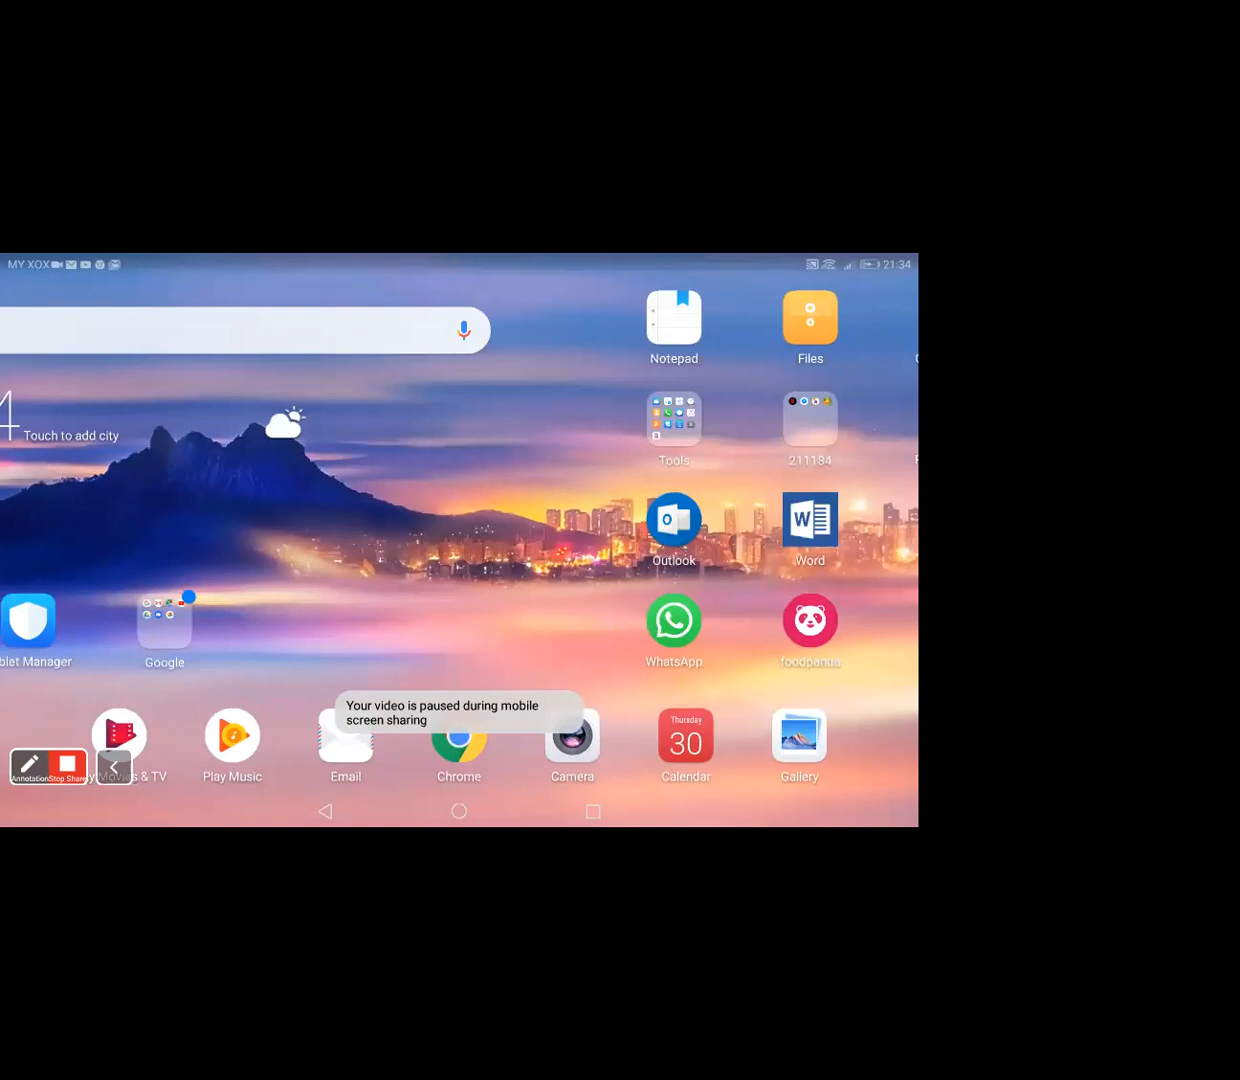 MY XOX
21:34
Notepad
Files
4
Touch to add city
Tools
211184
Outlook
Word
blet Manager
Google
WhatsApp
foodpanda
Your video is paused during mobile
screen sharing
Thursday
30
Annotation
Stop Share
y Movies & TV
Play Music
Email
Chrome
Camera
Calendar
Gallery